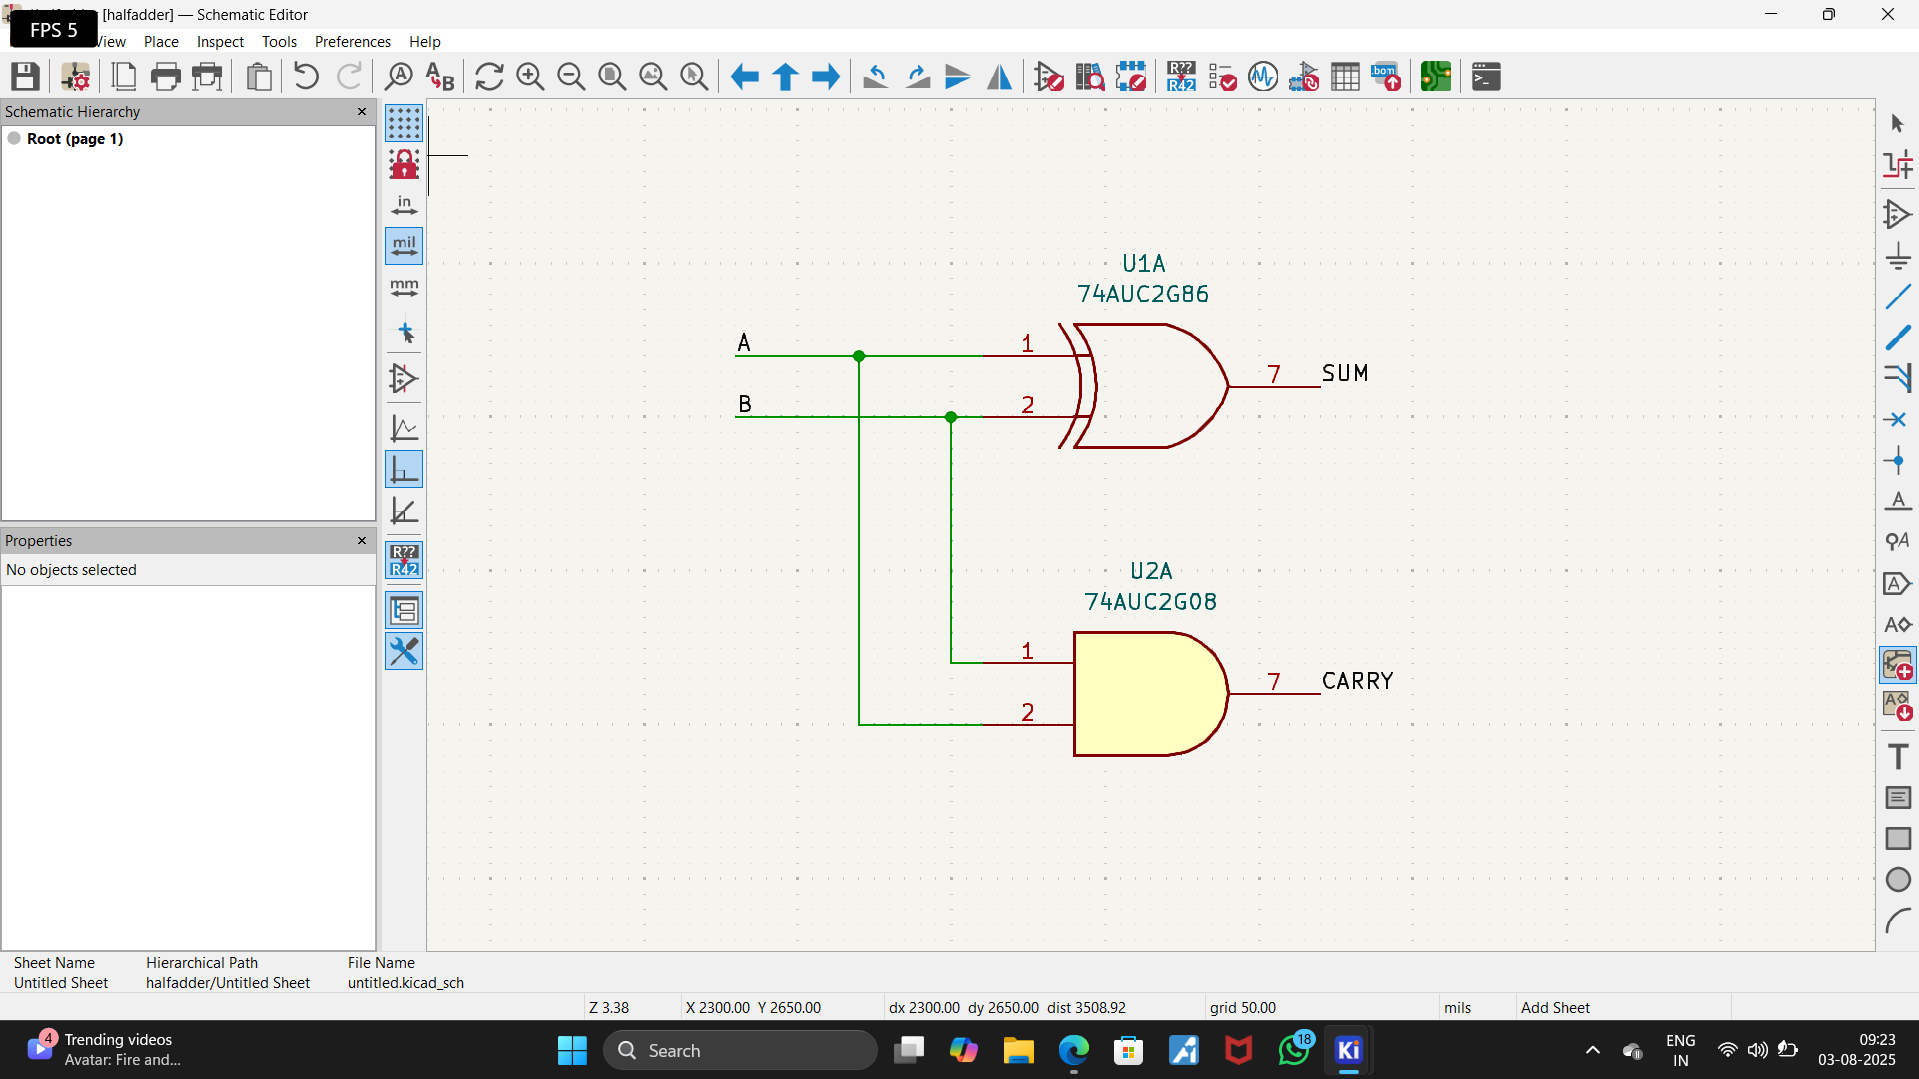 [halfadder] — Schematic Editor
FPS 5
View Place Inspect Tools Preferences Help
Schematic Hierarchy
Root (page 1)
Properties
No objects selected
in
mil
mm
R??
R42
R??
R42
bom
U1A
74AUC2G86
A
1
B
2
7
SUM
U2A
74AUC2G08
1
2
7
CARRY
Sheet Name Hierarchical Path File Name
Untitled Sheet halfadder/Untitled Sheet untitled.kicad_sch
Z 3.38 X 2300.00 Y 2650.00 dx 2300.00 dy 2650.00 dist 3508.92 grid 50.00 mils Add Sheet
4
Trending videos
Avatar: Fire and...
Search
18
Ki
ENG
IN
09:23
03-08-2025